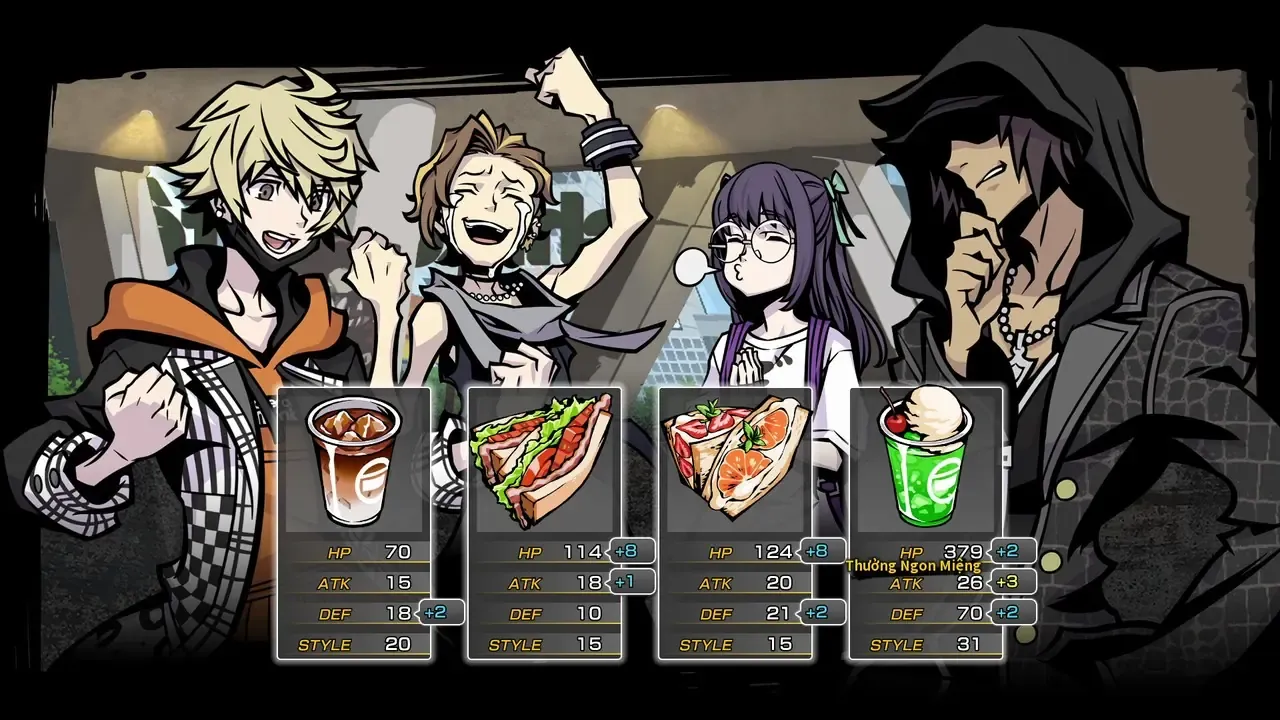 HP 70
ATK 15
DEF 18 +2
STYLE 20
HP 114 +8
ATK 18 +1
DEF 10
STYLE 15
HP 124 +8
ATK 20
DEF 21 +2
STYLE 15
HP 379 +2
Thưởng Ngon Miệng
ATK 26 +3
DEF 70 +2
STYLE 31